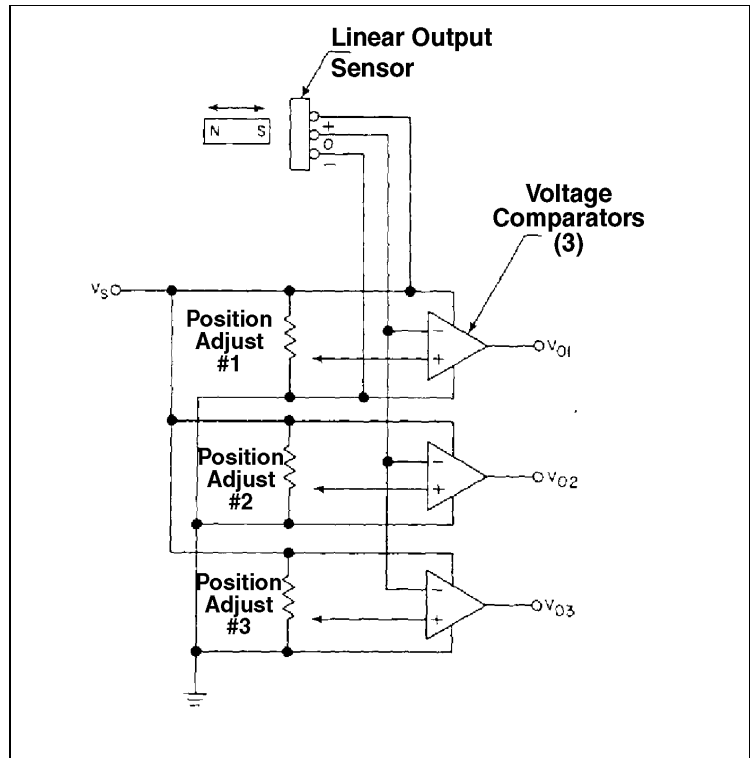 Linear Output
Sensor
N S
+
O
−
Voltage
Comparators
(3)
VS
Position
Adjust
#1
−
+
VO1
Position
Adjust
#2
−
+
VO2
Position
Adjust
#3
−
+
VO3